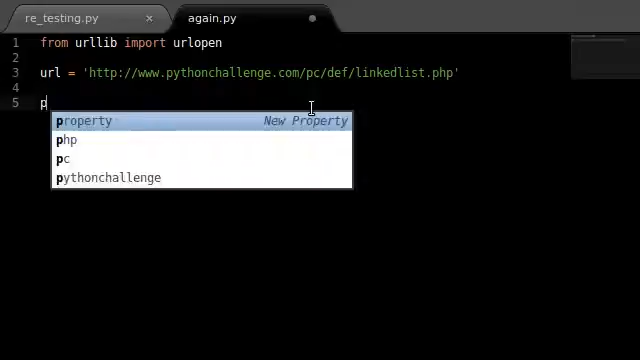 re_testing.py × again.py
1 from urllib import urlopen
2
3 url = 'http://www.pythonchallenge.com/pc/def/linkedlist.php'
4
5 p
property New Property
php
pc
pythonchallenge